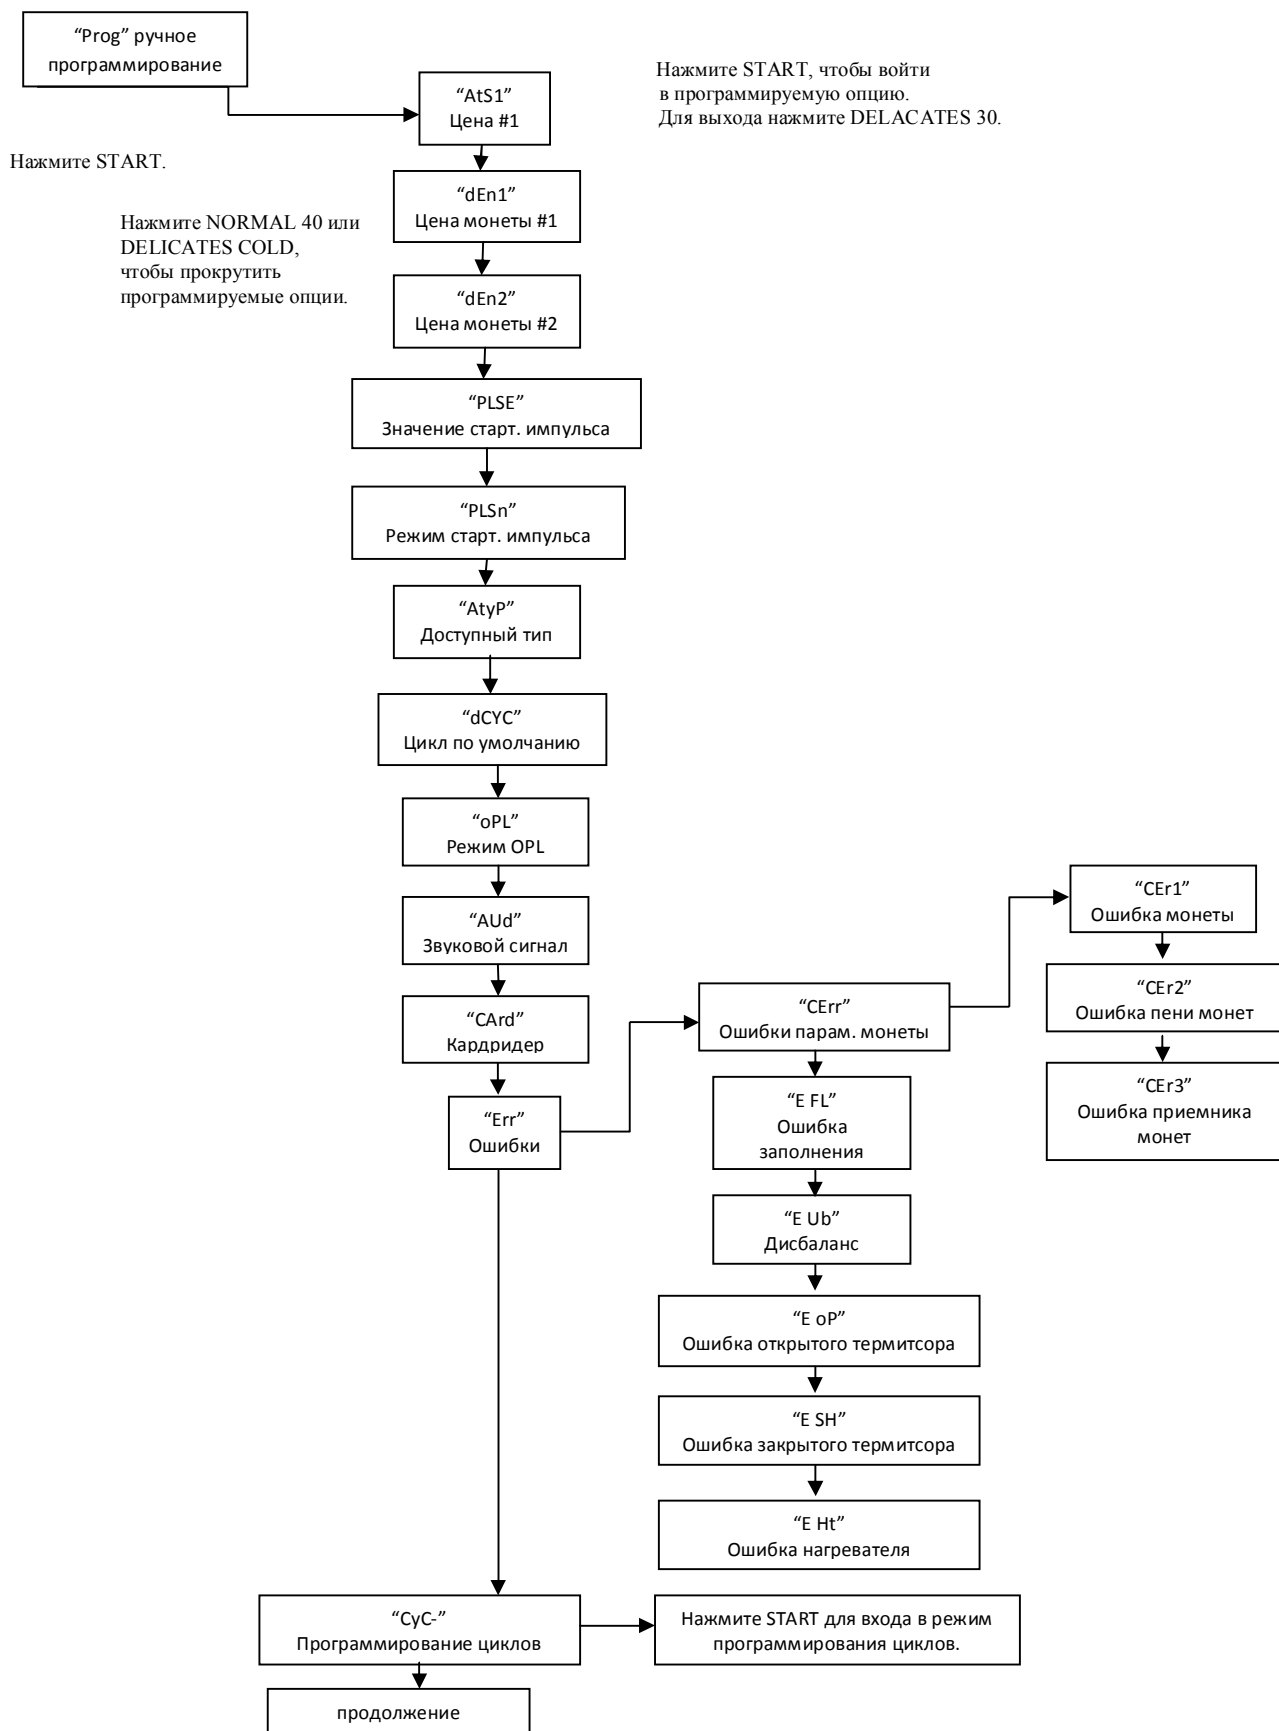 “Prog” ручное
программирование
“AtS1”
Цена #1
Нажмите START, чтобы войти
в программируемую опцию.
Для выхода нажмите DELACATES 30.
Нажмите START.
“dEn1”
Цена монеты #1
Нажмите NORMAL 40 или
DELICATES COLD,
чтобы прокрутить
программируемые опции.
“dEn2”
Цена монеты #2
“PLSE”
Значение старт. импульса
“PLSn”
Режим старт. импульса
“AtyP”
Доступный тип
“dCYC”
Цикл по умолчанию
“oPL”
Режим OPL
“AUd”
Звуковой сигнал
“CArd”
Кардридер
“Err”
Ошибки
“CErr”
Ошибки парам. монеты
“CEr1”
Ошибка монеты
“CEr2”
Ошибка пени монет
“CEr3”
Ошибка приемника
монет
“E FL”
Ошибка
заполнения
“E Ub”
Дисбаланс
“E oP”
Ошибка открытого термитсора
“E SH”
Ошибка закрытого термитсора
“E Ht”
Ошибка нагревателя
“CyC-”
Программирование циклов
Нажмите START для входа в режим
программирования циклов.
продолжение